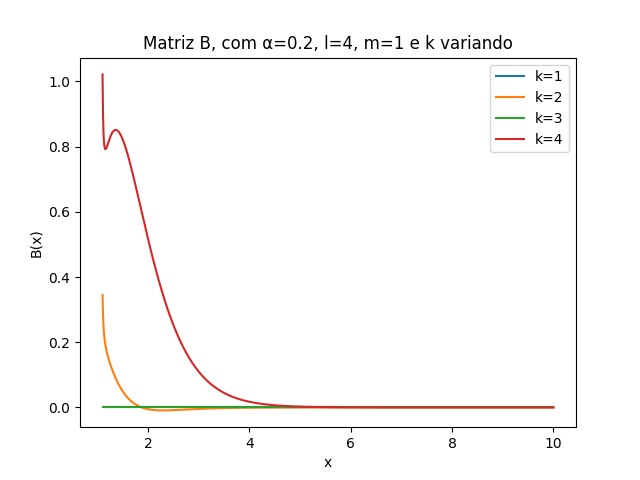 Matriz B, com α=0.2, l=4, m=1 e k variando
k=1
k=2
k=3
k=4
1.0
0.8
0.6
0.4
0.2
0.0
B(x)
2
4
6
8
10
x